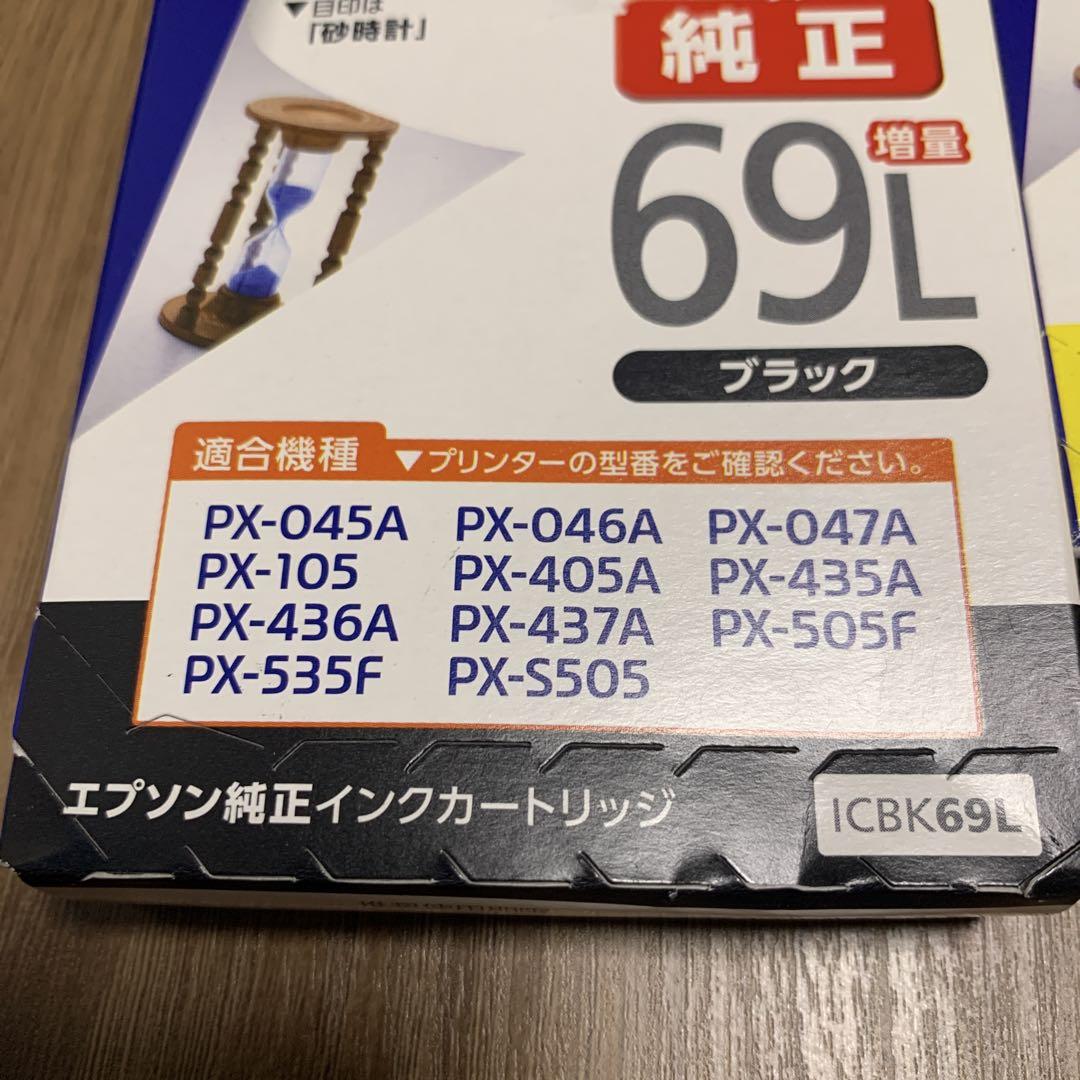 ▼目印は
「砂時計」
純正
69L
増量
ブラック
適合機種 ▼プリンターの型番をご確認ください。
PX-045A PX-046A PX-047A
PX-105 PX-405A PX-435A
PX-436A PX-437A PX-505F
PX-535F PX-S505
エプソン純正インクカートリッジ
ICBK69L